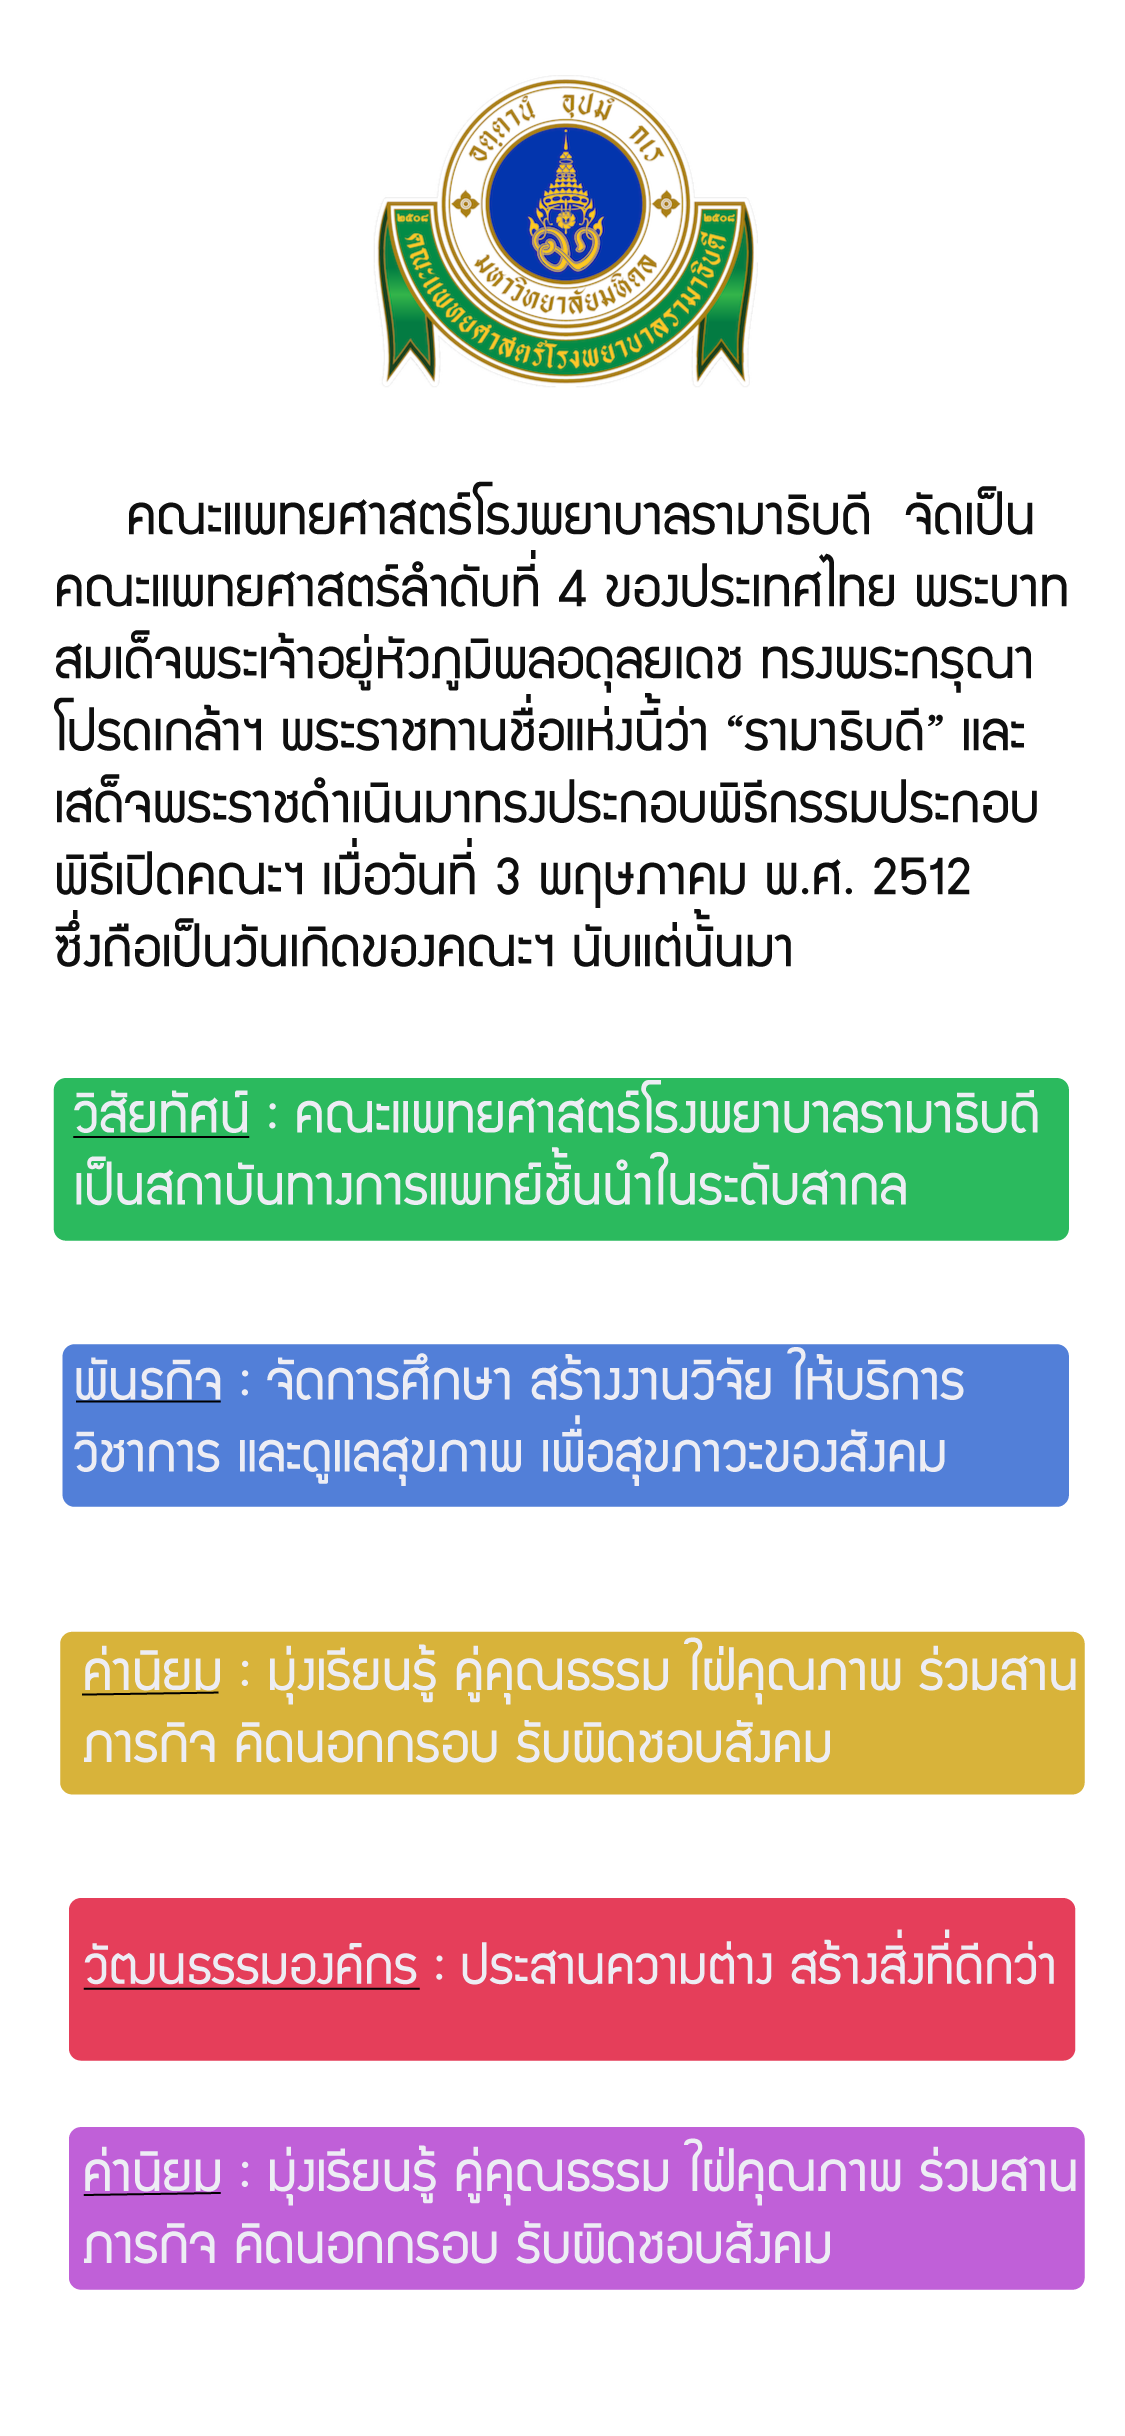 อตฺตานํ อุปมํ กเร
มหาวิทยาลัยมหิดล
๒๕๐๘ ๒๕๐๘
คณะแพทยศาสตร์โรงพยาบาลรามาธิบดี
คณะแพทยศาสตร์โรงพยาบาลรามาธิบดี จัดเป็น
คณะแพทยศาสตร์ลำดับที่ 4 ของประเทศไทย พระบาท
สมเด็จพระเจ้าอยู่หัวภูมิพลอดุลยเดช ทรงพระกรุณา
โปรดเกล้าฯ พระราชทานชื่อแห่งนี้ว่า “รามาธิบดี” และ
เสด็จพระราชดำเนินมาทรงประกอบพิธีกรรมประกอบ
พิธีเปิดคณะฯ เมื่อวันที่ 3 พฤษภาคม พ.ศ. 2512
ซึ่งถือเป็นวันเกิดของคณะฯ นับแต่นั้นมา
วิสัยทัศน์ : คณะแพทยศาสตร์โรงพยาบาลรามาธิบดี
เป็นสถาบันทางการแพทย์ชั้นนำในระดับสากล
พันธกิจ : จัดการศึกษา สร้างงานวิจัย ให้บริการ
วิชาการ และดูแลสุขภาพ เพื่อสุขภาวะของสังคม
ค่านิยม : มุ่งเรียนรู้ คู่คุณธรรม ใฝ่คุณภาพ ร่วมสาน
ภารกิจ คิดนอกกรอบ รับผิดชอบสังคม
วัฒนธรรมองค์กร : ประสานความต่าง สร้างสิ่งที่ดีกว่า
ค่านิยม : มุ่งเรียนรู้ คู่คุณธรรม ใฝ่คุณภาพ ร่วมสาน
ภารกิจ คิดนอกกรอบ รับผิดชอบสังคม